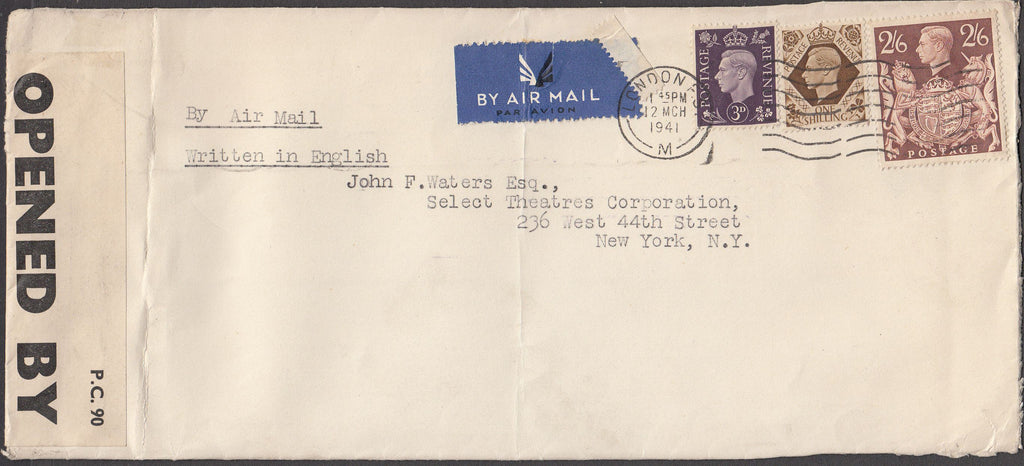 OPENED BY
P.C. 90
By Air Mail
Written in English
BY AIR MAIL
PAR AVION
LONDON
45PM
12 MCH
1941
M
POSTAGE
REVENUE
3D
ONE
SHILLING
2/6
2/6
POSTAGE
John F.Waters Esq.,
Select Theatres Corporation,
236 West 44th Street
New York, N.Y.